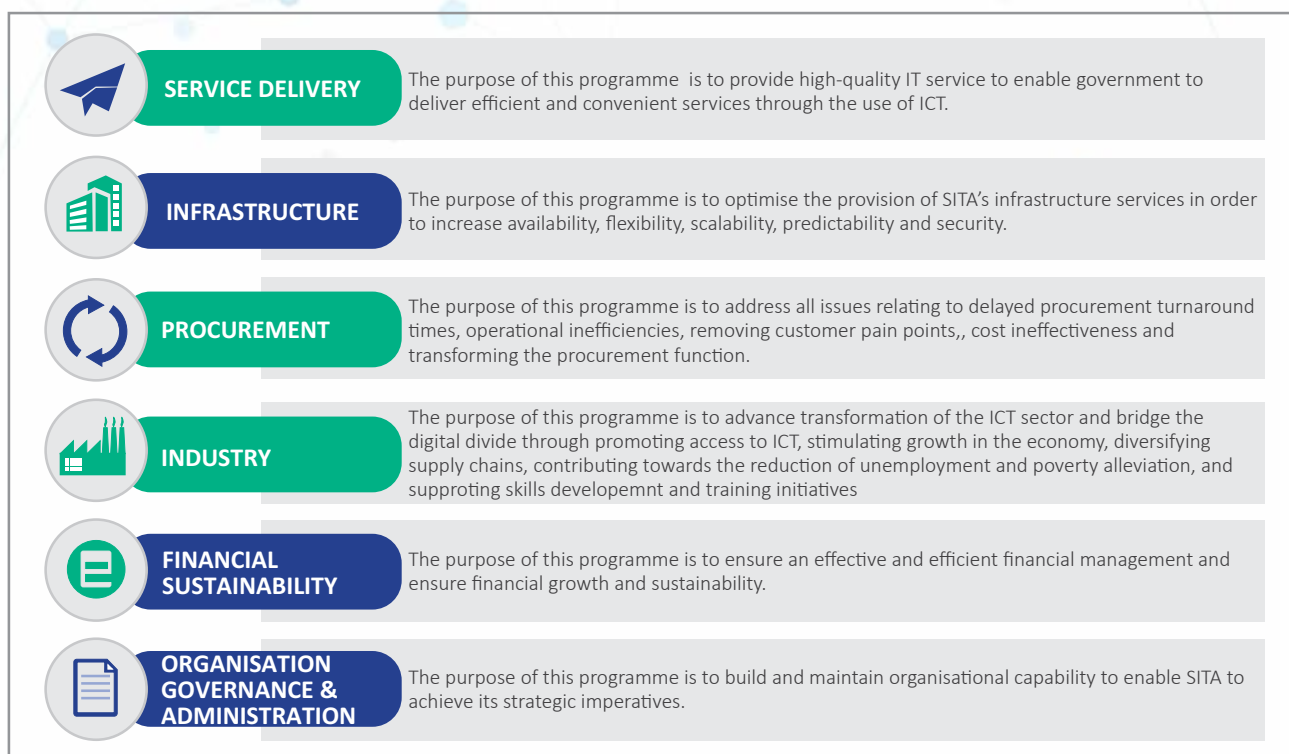 SERVICE DELIVERY
The purpose of this programme  is to provide high-quality IT service to enable government to
deliver efficient and convenient services through the use of ICT.
INFRASTRUCTURE
The purpose of this programme is to optimise the provision of SITA’s infrastructure services in order
to increase availability, flexibility, scalability, predictability and security.
PROCUREMENT
The purpose of this programme is to address all issues relating to delayed procurement turnaround
times, operational inefficiencies, removing customer pain points,, cost ineffectiveness and
transforming the procurement function.
INDUSTRY
The purpose of this programme is to advance transformation of the ICT sector and bridge the
digital divide through promoting access to ICT, stimulating growth in the economy, diversifying
supply chains, contributing towards the reduction of unemployment and poverty alleviation, and
supproting skills developemnt and training initiatives
FINANCIAL
SUSTAINABILITY
The purpose of this programme is to ensure an effective and efficient financial management and
ensure financial growth and sustainability.
ORGANISATION
GOVERNANCE &
ADMINISTRATION
The purpose of this programme is to build and maintain organisational capability to enable SITA to
achieve its strategic imperatives.